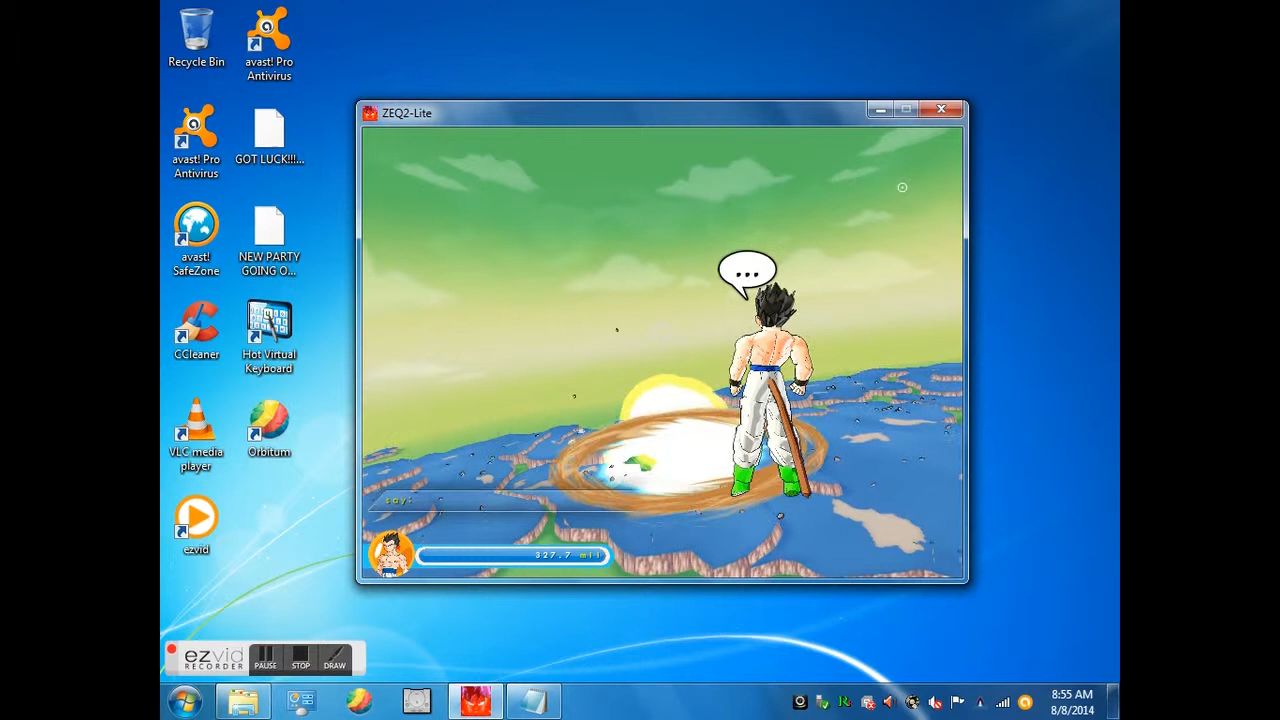 Recycle Bin
avast! Pro
Antivirus
avast! Pro
Antivirus
GOT LUCK!!!...
avast!
SafeZone
NEW PARTY
GOING O...
CCleaner
Hot Virtual
Keyboard
VLC media
player
Orbitum
ezvid
ZEQ2-Lite
...
say:
327.7 mil
ezvid
RECORDER
PAUSE
STOP
DRAW
8:55 AM
8/8/2014